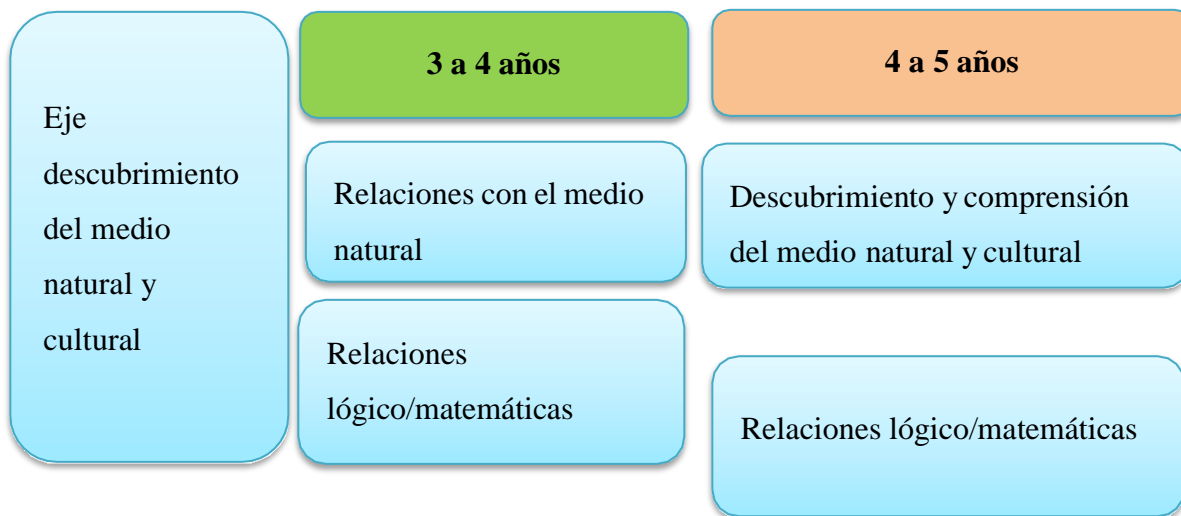 Eje
descubrimiento
del medio
natural y
cultural
3 a 4 años
4 a 5 años
Relaciones con el medio
natural
Descubrimiento y comprensión
del medio natural y cultural
Relaciones
lógico/matemáticas
Relaciones lógico/matemáticas